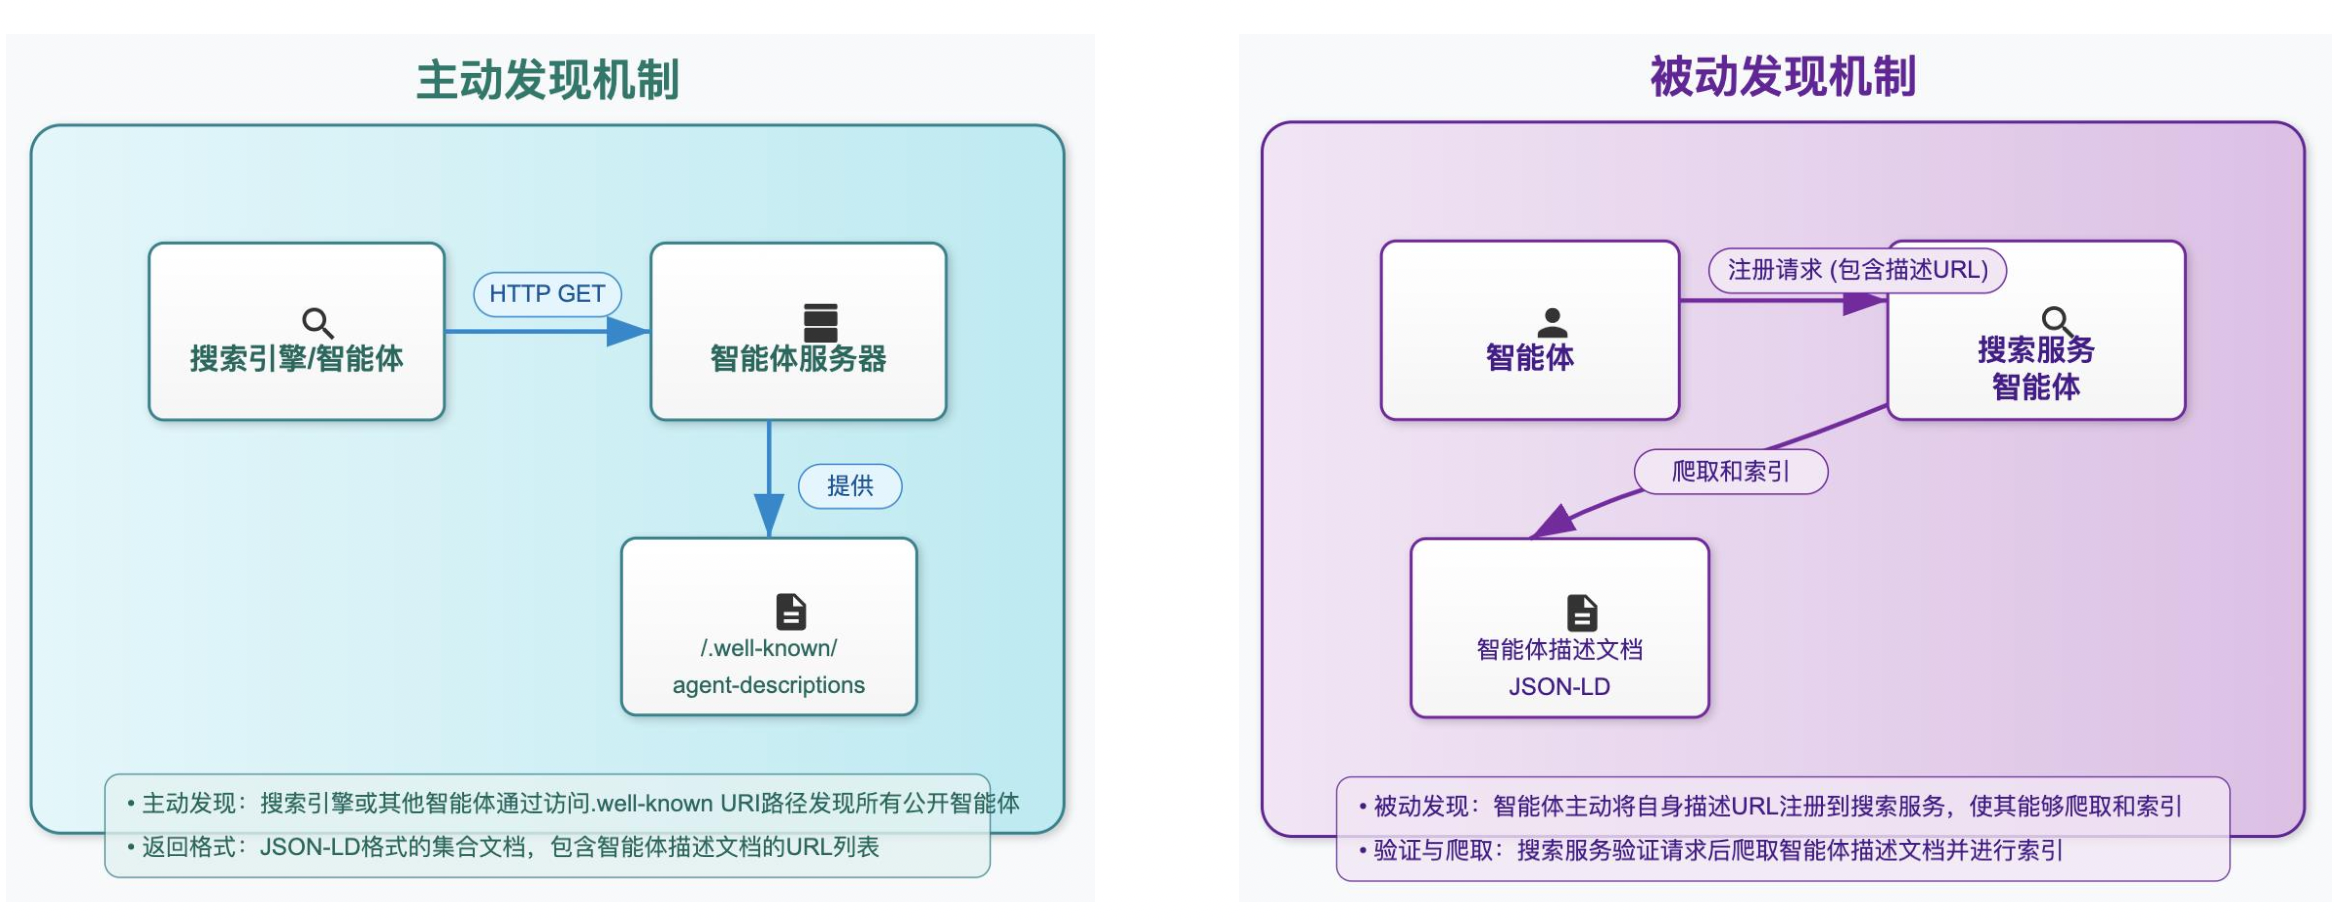 主动发现机制
搜索引擎/智能体
HTTP GET
智能体服务器
提供
/.well-known/
agent-descriptions
• 主动发现：搜索引擎或其他智能体通过访问.well-known URI路径发现所有公开智能体
• 返回格式：JSON-LD格式的集合文档，包含智能体描述文档的URL列表
被动发现机制
智能体
注册请求 (包含描述URL)
搜索服务
智能体
爬取和索引
智能体描述文档
JSON-LD
• 被动发现：智能体主动将自身描述URL注册到搜索服务，使其能够爬取和索引
• 验证与爬取：搜索服务验证请求后爬取智能体描述文档并进行索引